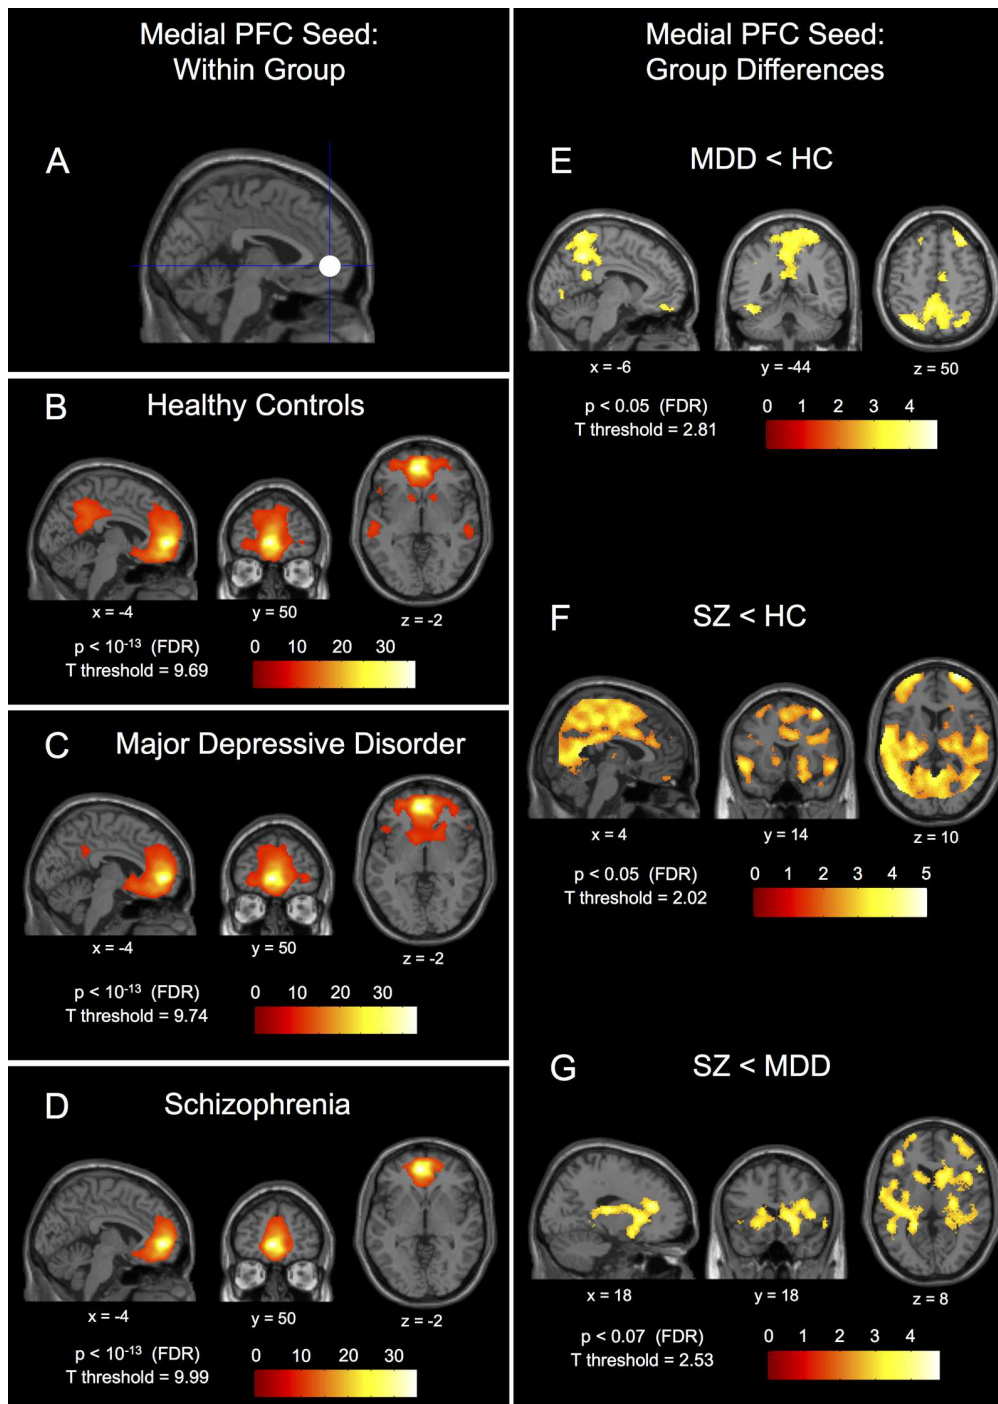 Medial PFC Seed:
Within Group
A
B
Healthy Controls
x = -4
y = 50
z = -2
p < 10⁻¹³ (FDR)
T threshold = 9.69
0 10 20 30
C
Major Depressive Disorder
x = -4
y = 50
z = -2
p < 10⁻¹³ (FDR)
T threshold = 9.74
0 10 20 30
D
Schizophrenia
x = -4
y = 50
z = -2
p < 10⁻¹³ (FDR)
T threshold = 9.99
0 10 20 30
Medial PFC Seed:
Group Differences
E
MDD < HC
x = -6
y = -44
z = 50
p < 0.05 (FDR)
T threshold = 2.81
0 1 2 3 4
F
SZ < HC
x = 4
y = 14
z = 10
p < 0.05 (FDR)
T threshold = 2.02
0 1 2 3 4 5
G
SZ < MDD
x = 18
y = 18
z = 8
p < 0.07 (FDR)
T threshold = 2.53
0 1 2 3 4